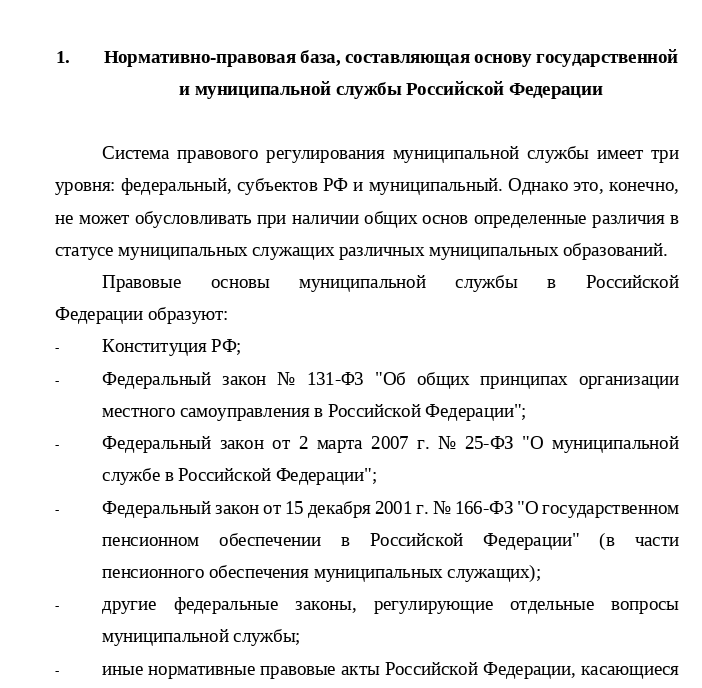 1. Нормативно-правовая база, составляющая основу государственной
и муниципальной службы Российской Федерации
Система правового регулирования муниципальной службы имеет три
уровня: федеральный, субъектов РФ и муниципальный. Однако это, конечно,
не может обусловливать при наличии общих основ определенные различия в
статусе муниципальных служащих различных муниципальных образований.
Правовые основы муниципальной службы в Российской
Федерации образуют:
- Конституция РФ;
- Федеральный закон № 131-ФЗ "Об общих принципах организации
местного самоуправления в Российской Федерации";
- Федеральный закон от 2 марта 2007 г. № 25-ФЗ "О муниципальной
службе в Российской Федерации";
- Федеральный закон от 15 декабря 2001 г. № 166-ФЗ "О государственном
пенсионном обеспечении в Российской Федерации" (в части
пенсионного обеспечения муниципальных служащих);
- другие федеральные законы, регулирующие отдельные вопросы
муниципальной службы;
- иные нормативные правовые акты Российской Федерации, касающиеся